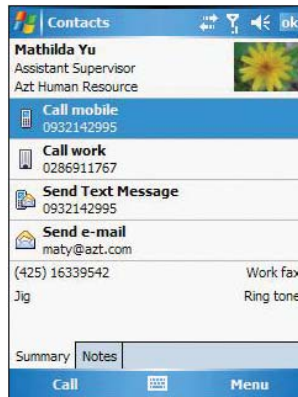 Contacts ok
Mathilda Yu
Assistant Supervisor
Azt Human Resource
Call mobile
0932142995
Call work
0286911767
Send Text Message
0932142995
Send e-mail
maty@azt.com
(425) 16339542 Work fax
Jig Ring tone
Summary Notes
Call Menu